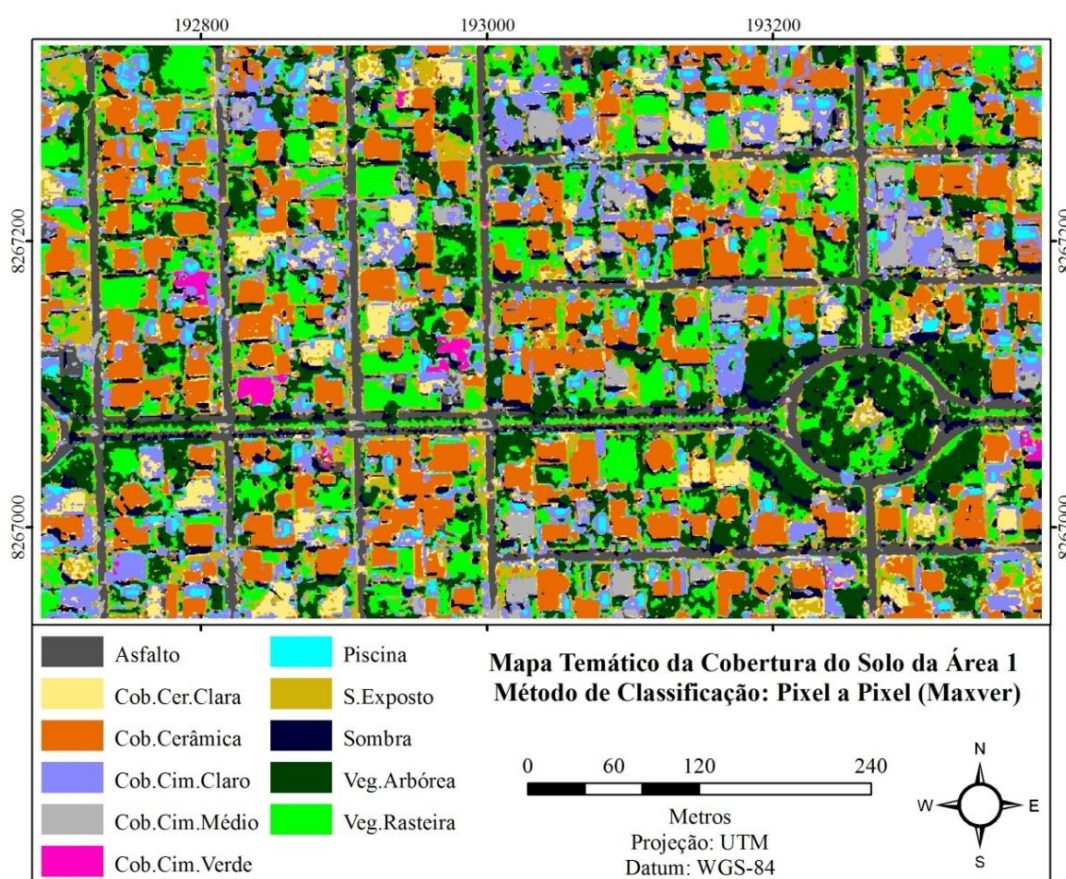 192800 193000 193200
8267200 8267200
8267000 8267000
Asfalto
Cob.Cer.Clara
Cob.Cerâmica
Cob.Cim.Claro
Cob.Cim.Médio
Cob.Cim.Verde
Piscina
S.Exposto
Sombra
Veg.Arbórea
Veg.Rasteira
Mapa Temático da Cobertura do Solo da Área 1
Método de Classificação: Pixel a Pixel (Maxver)
0 60 120 240
Metros
Projeção: UTM
Datum: WGS-84
N
W E
S